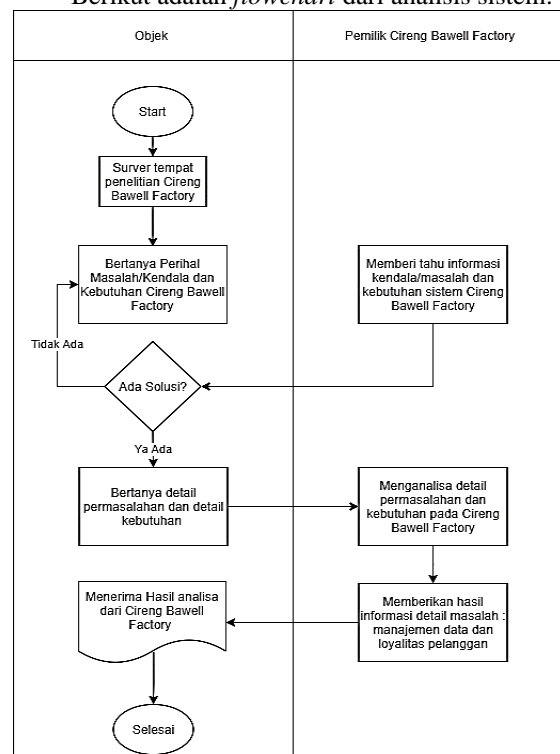 Berikut adalah flowchart dari analisis sistem:
Objek
Pemilik Cireng Bawell Factory
Start
Surver tempat
penelitian Cireng
Bawell Factory
Bertanya Perihal
Masalah/Kendala dan
Kebutuhan Cireng Bawell
Factory
Memberi tahu informasi
kendala/masalah dan
kebutuhan sistem Cireng
Bawell Factory
Tidak Ada
Ada Solusi?
Ya Ada
Bertanya detail
permasalahan dan detail
kebutuhan
Menganalisa detail
permasalahan dan
kebutuhan pada Cireng
Bawell Factory
Menerima Hasil analisa
dari Cireng Bawell
Factory
Memberikan hasil
informasi detail masalah :
manajemen data dan
loyalitas pelanggan
Selesai